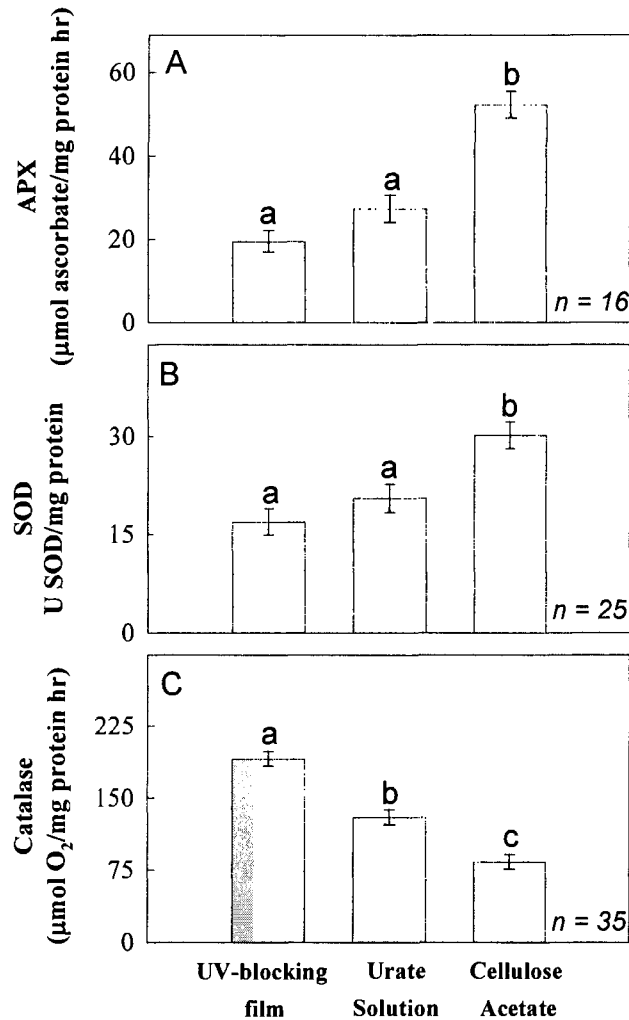 A
APX
(µmol ascorbate/mg protein hr)
60
40
20
0
a
a
b
n = 16
B
SOD
U SOD/mg protein
30
15
0
a
a
b
n = 25
C
Catalase
(µmol O₂/mg protein hr)
225
150
75
0
a
b
c
n = 35
UV-blocking film
Urate Solution
Cellulose Acetate